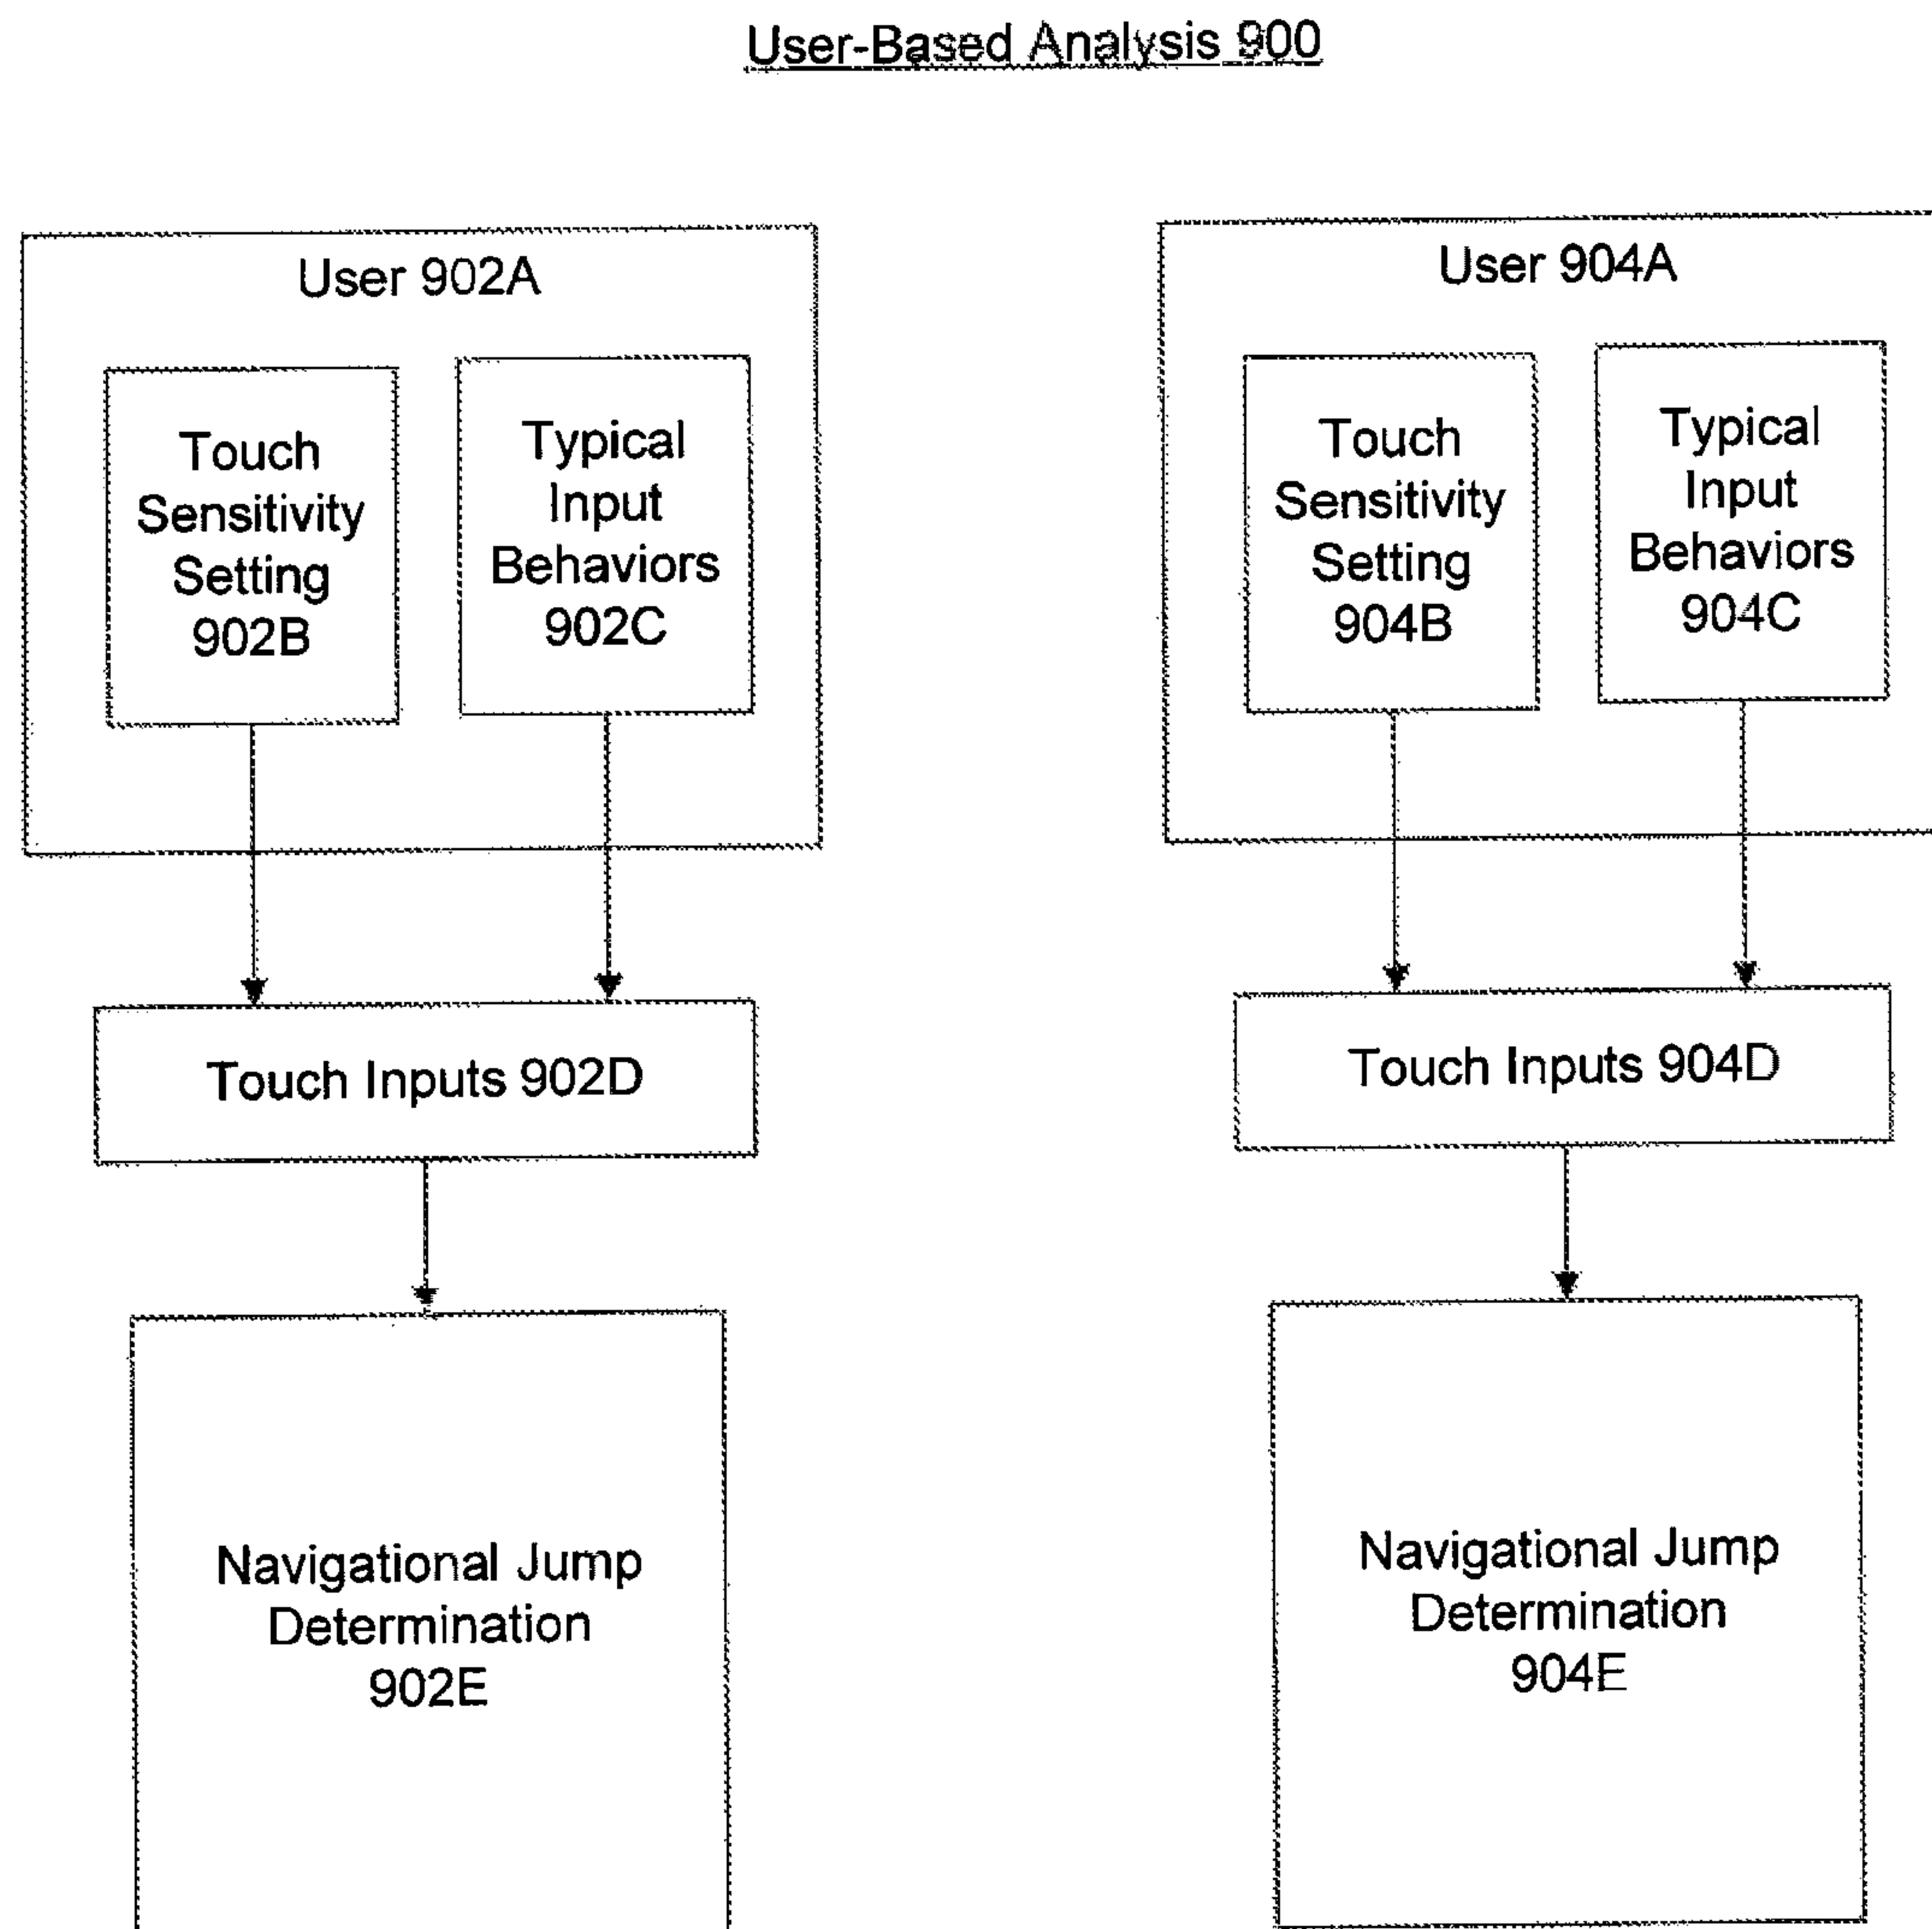 User-Based Analysis 900
User 902A
Touch
Sensitivity
Setting
902B
Typical
Input
Behaviors
902C
Touch Inputs 902D
Navigational Jump
Determination
902E
User 904A
Touch
Sensitivity
Setting
904B
Typical
Input
Behaviors
904C
Touch Inputs 904D
Navigational Jump
Determination
904E